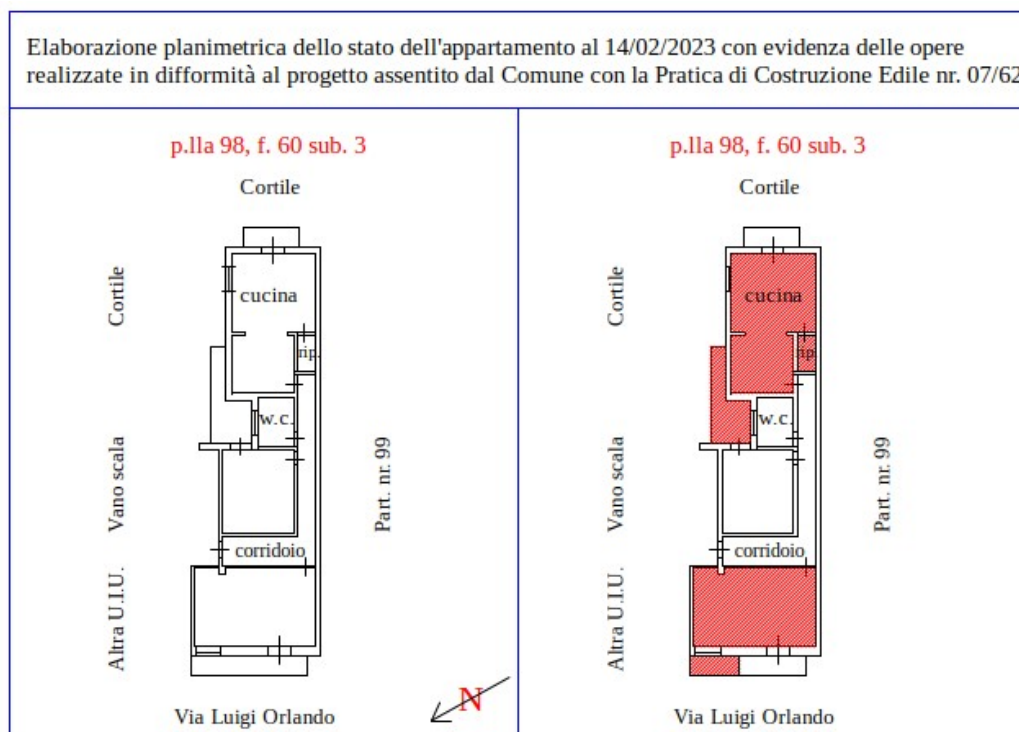 Elaborazione planimetrica dello stato dell'appartamento al 14/02/2023 con evidenza delle opere
realizzate in difformità al progetto assentito dal Comune con la Pratica di Costruzione Edile nr. 07/62
p.lla 98, f. 60 sub. 3
Cortile
Cortile
cucina
rip.
w.c.
Vano scala
Part. nr. 99
corridoio
Altra U.I.U.
N
Via Luigi Orlando
p.lla 98, f. 60 sub. 3
Cortile
Cortile
cucina
rip.
w.c.
Vano scala
Part. nr. 99
corridoio
Altra U.I.U.
Via Luigi Orlando